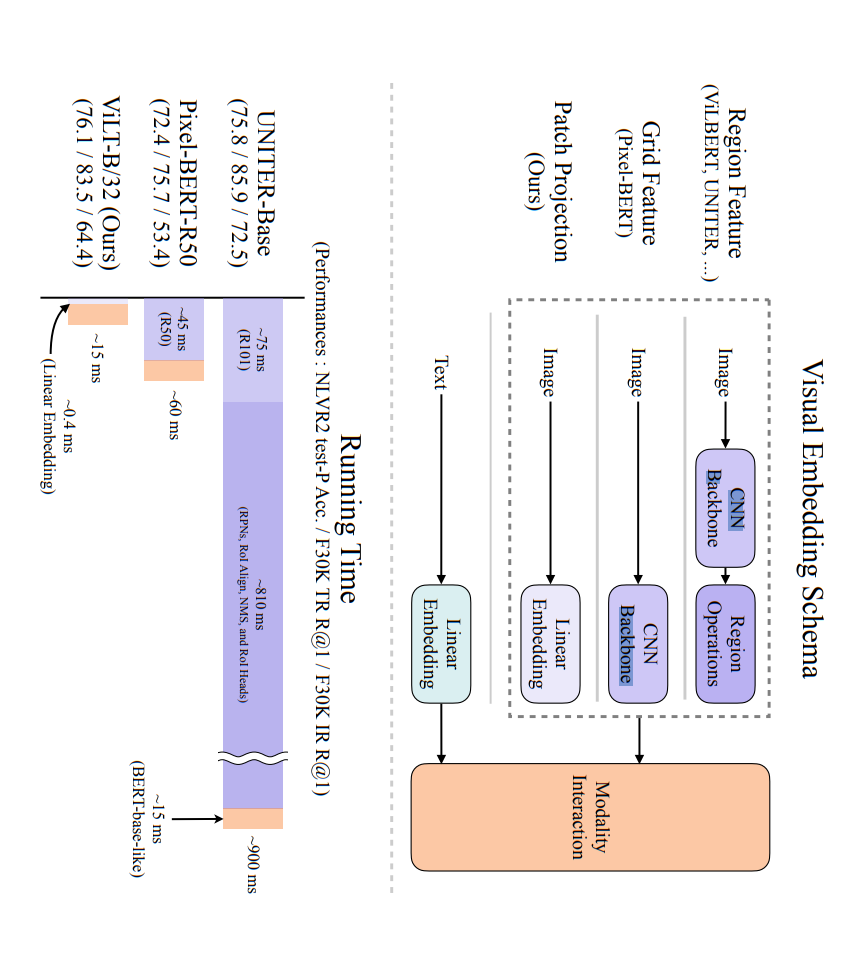 Visual Embedding Schema
Region Feature
(ViLBERT, UNITER, ...)
Image
CNN
Backbone
Region
Operations
Grid Feature
(Pixel-BERT)
Image
CNN
Backbone
Patch Projection
(Ours)
Image
Linear
Embedding
Text
Linear
Embedding
Modality
Interaction
Running Time
(Performances : NLVR2 test-P Acc. / F30K TR R@1 / F30K IR R@1)
UNITER-Base
(75.8 / 85.9 / 72.5)
~75 ms
(R101)
~810 ms
(RPNs, RoI Align, NMS, and RoI Heads)
~900 ms
~15 ms
(BERT-base-like)
Pixel-BERT-R50
(72.4 / 75.7 / 53.4)
~45 ms
(R50)
~60 ms
ViLT-B/32 (Ours)
(76.1 / 83.5 / 64.4)
~15 ms
~0.4 ms
(Linear Embedding)